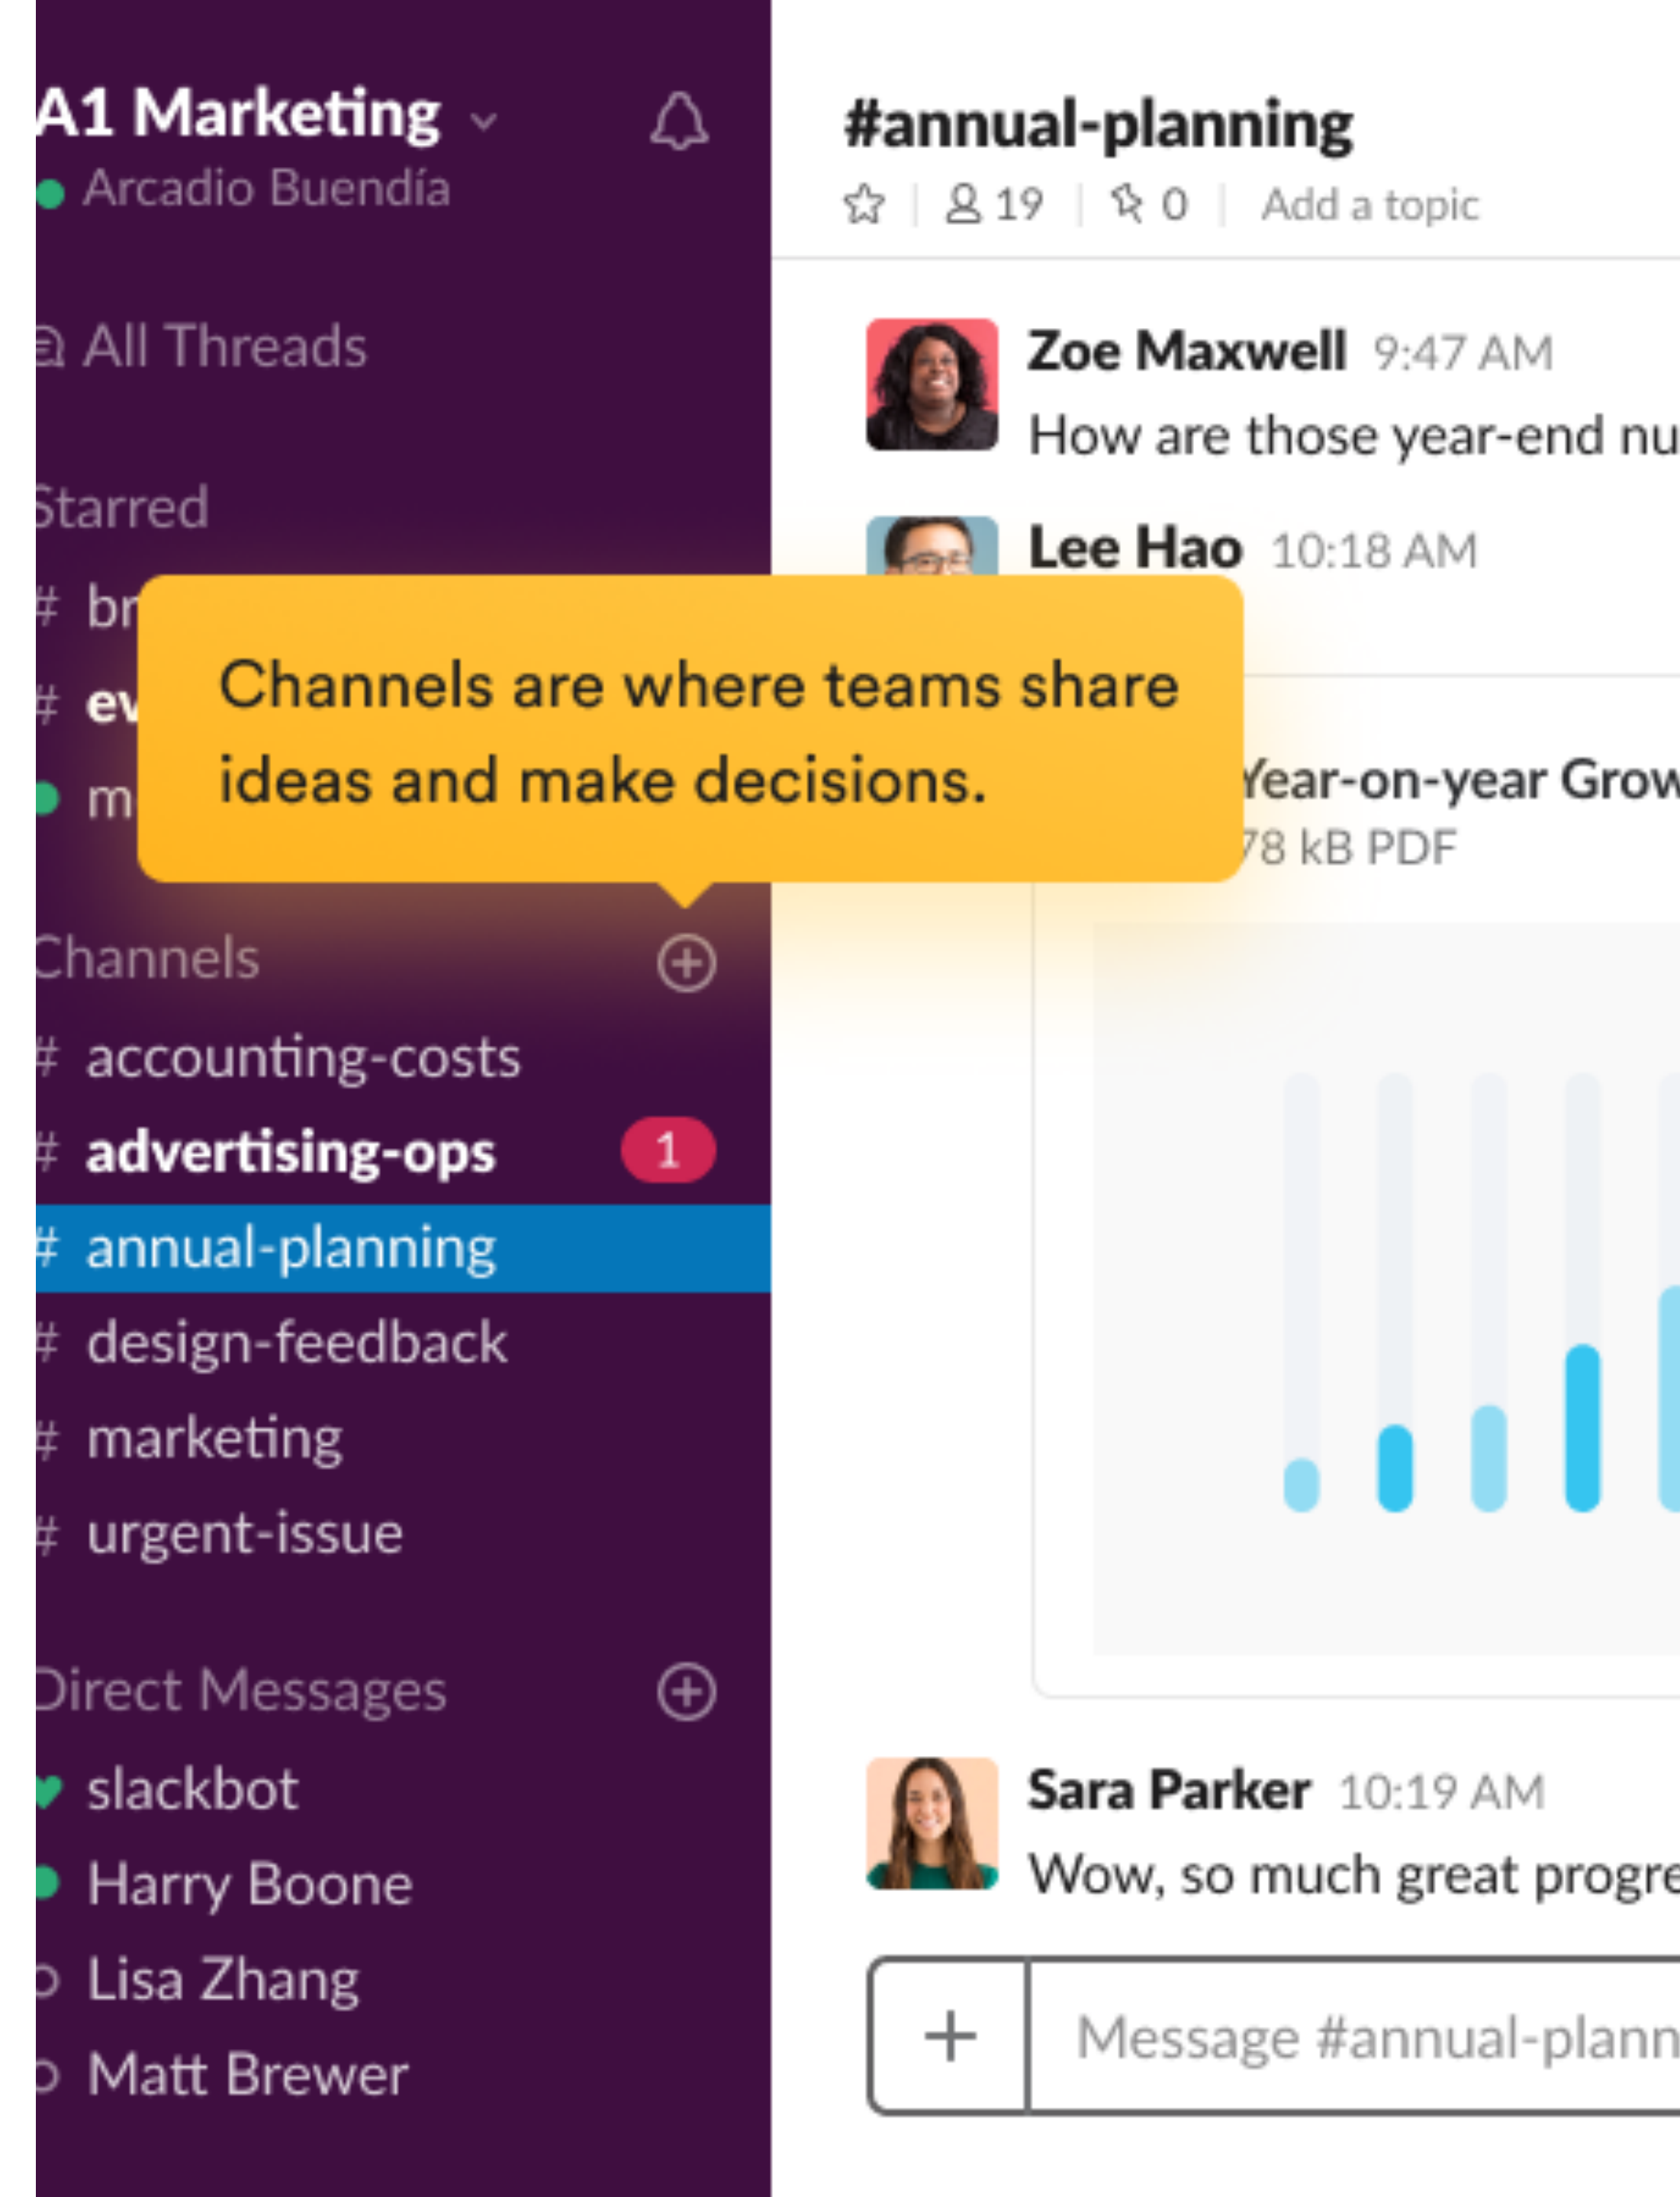 A1 Marketing
Arcadio Buendía
All Threads
Starred
# br
# ev
m
Channels are where teams share
ideas and make decisions.
Channels
# accounting-costs
# advertising-ops 1
# annual-planning
# design-feedback
# marketing
# urgent-issue
Direct Messages
slackbot
Harry Boone
Lisa Zhang
Matt Brewer
#annual-planning
19 0 Add a topic
Zoe Maxwell 9:47 AM
How are those year-end nu
Lee Hao 10:18 AM
Year-on-year Grow
78 kB PDF
Sara Parker 10:19 AM
Wow, so much great progre
+ Message #annual-plann